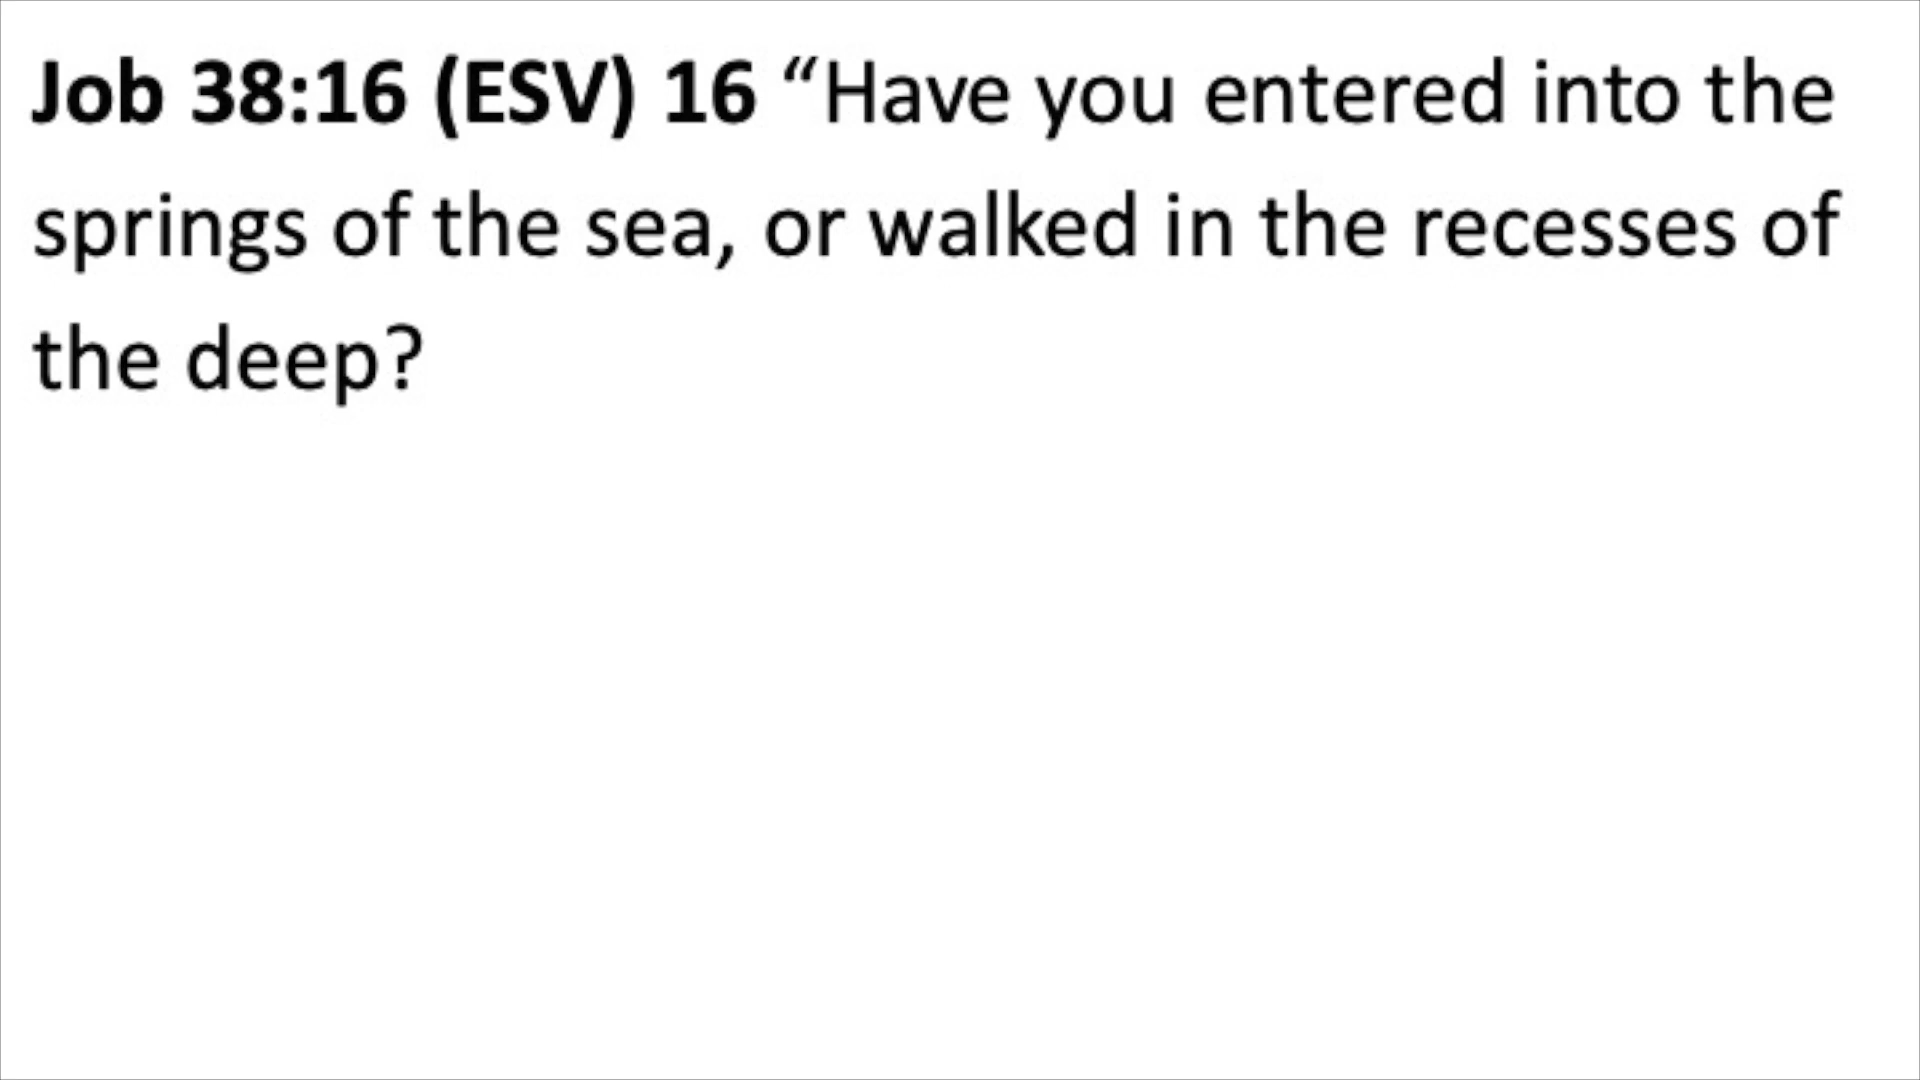 Job 38:16 (ESV) 16 “Have you entered into the
springs of the sea, or walked in the recesses of
the deep?